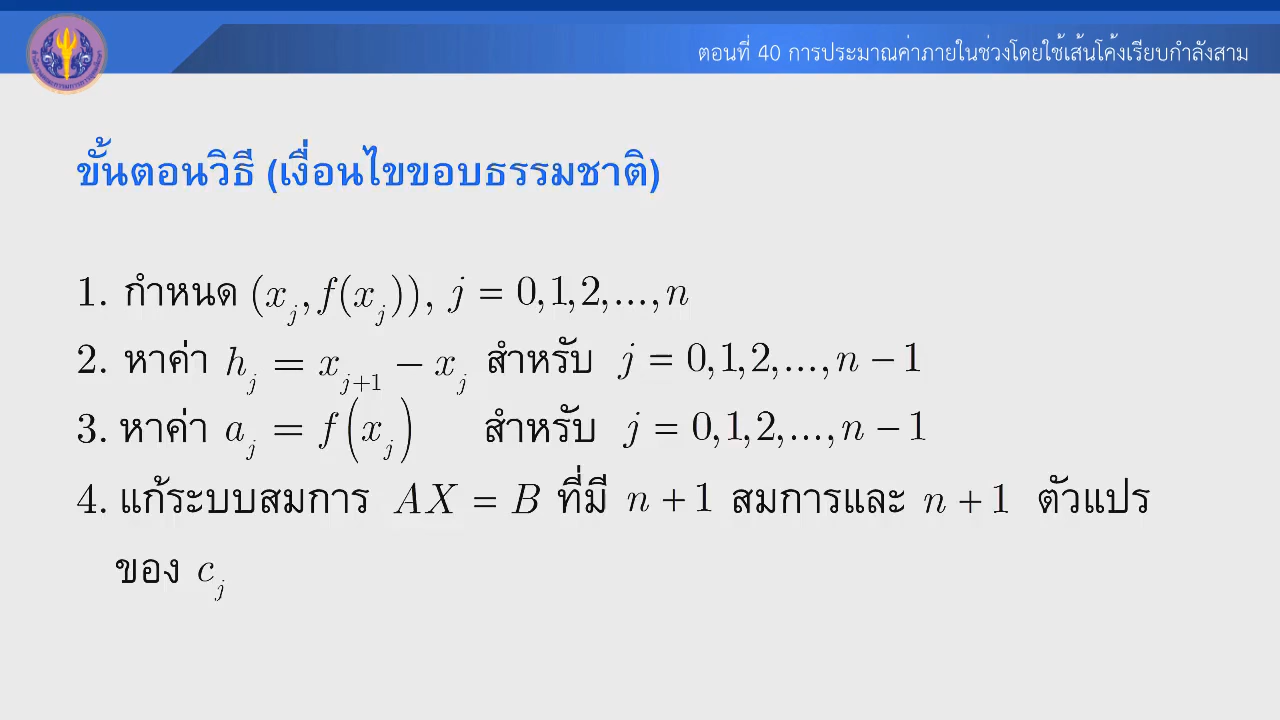 ตอนที่ 40 การประมาณค่าภายในช่วงโดยใช้เส้นโค้งเรียบกำลังสาม
ขั้นตอนวิธี (เงื่อนไขขอบธรรมชาติ)
1. กำหนด (x_j, f(x_j)), j = 0,1,2,...,n
2. หาค่า h_j = x_{j+1} − x_j สำหรับ j = 0,1,2,...,n − 1
3. หาค่า a_j = f(x_j) สำหรับ j = 0,1,2,...,n − 1
4. แก้ระบบสมการ AX = B ที่มี n + 1 สมการและ n + 1 ตัวแปร
ของ c_j